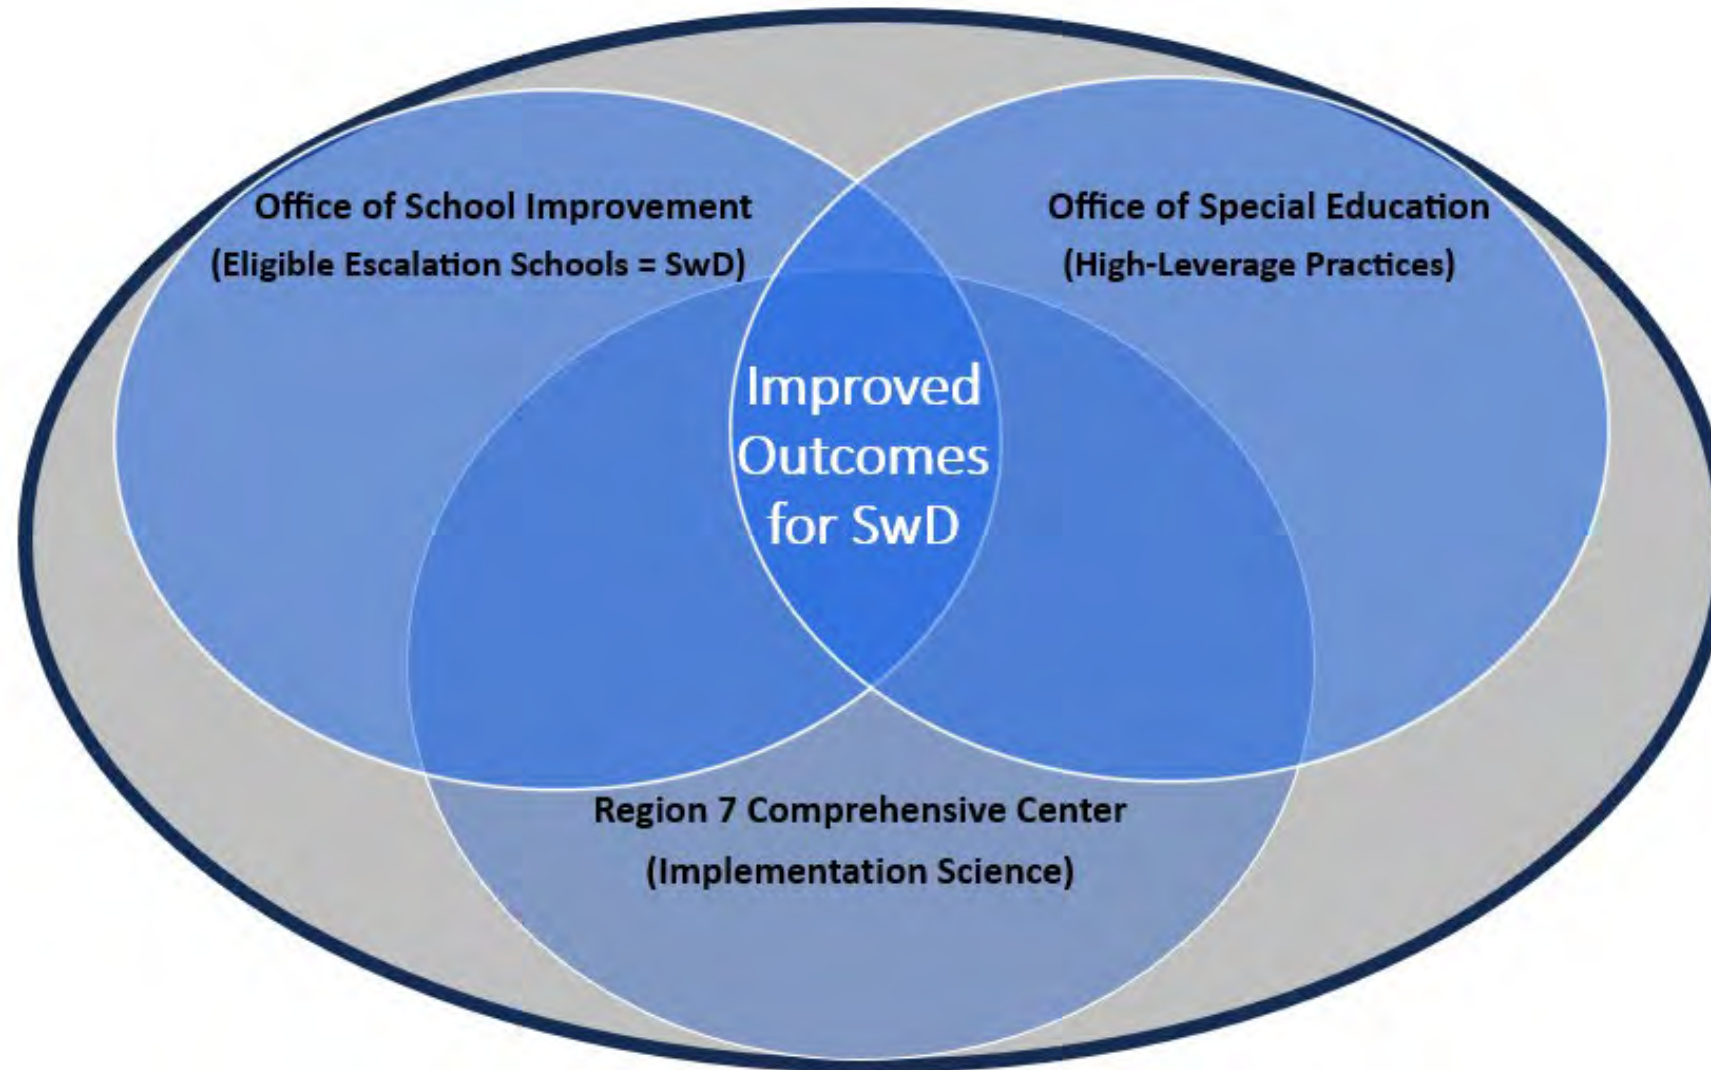 Office of School Improvement
(Eligible Escalation Schools = SwD)
Office of Special Education
(High-Leverage Practices)
Improved
Outcomes
for SwD
Region 7 Comprehensive Center
(Implementation Science)